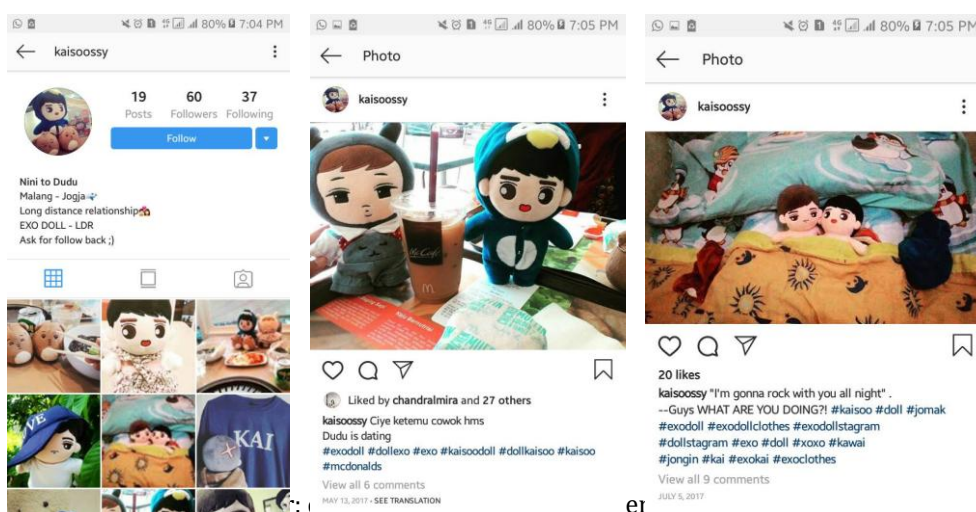 80% 7:04 PM
kaisoossy
19 60 37
Posts Followers Following
Follow
Nini to Dudu
Malang - Jogja
Long distance relationship
EXO DOLL - LDR
Ask for follow back ;)
VE
KAI
4G 80% 7:05 PM
Photo
kaisoossy
McCafé
Liked by chandralmira and 27 others
kaisoossy Ciye ketemu cowok hms
Dudu is dating
#exodoll #dollexo #exo #kaisoodoll #dollkaisoo #kaisoo
#mcdonalds
View all 6 comments
MAY 13, 2017 • SEE TRANSLATION
4G 80% 7:05 PM
Photo
kaisoossy
20 likes
kaisoossy "I'm gonna rock with you all night" .
--Guys WHAT ARE YOU DOING?! #kaisoo #doll #jomak
#exodoll #exodollclothes #exodollstagram
#dollstagram #exo #doll #xoxo #kawai
#jongin #kai #exokai #exoclothes
View all 9 comments
JULY 5, 2017